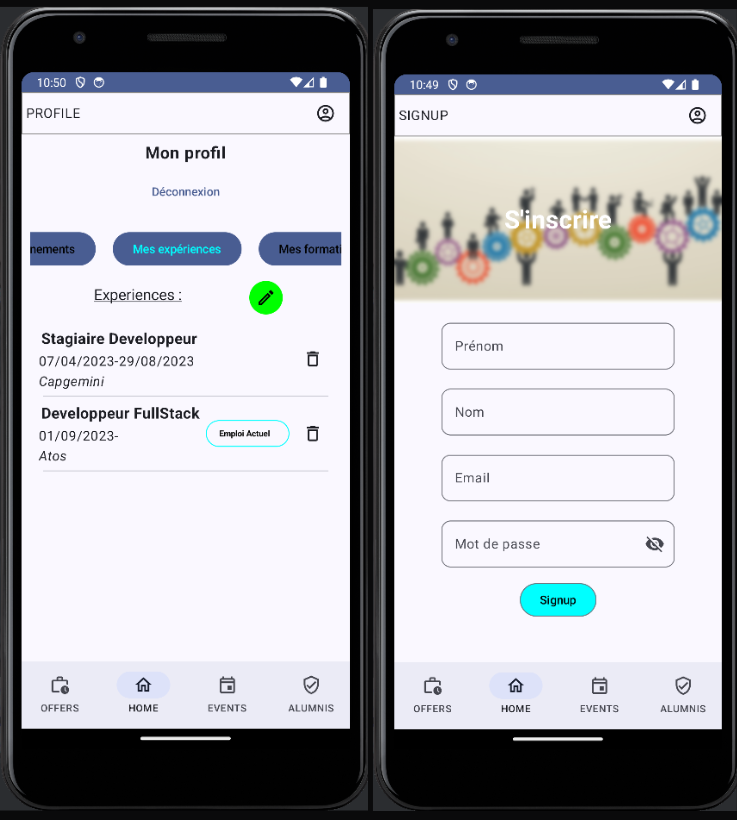 10:50
PROFILE
Mon profil
Déconnexion
nements
Mes expériences
Mes formati
Experiences :
Stagiaire Developpeur
07/04/2023-29/08/2023
Capgemini
Developpeur FullStack
01/09/2023-
Emploi Actuel
Atos
OFFERS
HOME
EVENTS
ALUMNIS
10:49
SIGNUP
S'inscrire
Prénom
Nom
Email
Mot de passe
Signup
OFFERS
HOME
EVENTS
ALUMNIS